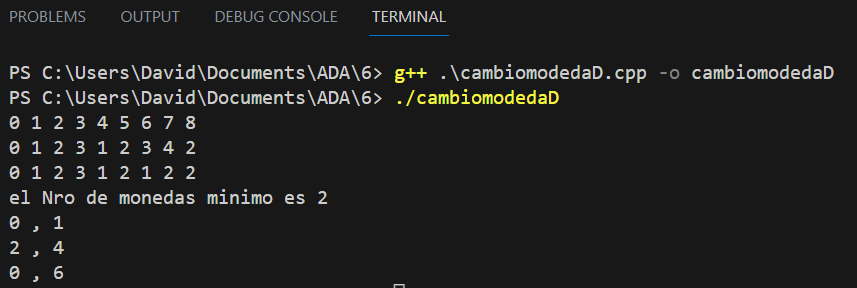 PROBLEMS OUTPUT DEBUG CONSOLE TERMINAL
PS C:\Users\David\Documents\ADA\6> g++ .\cambiomodedaD.cpp -o cambiomodedaD
PS C:\Users\David\Documents\ADA\6> ./cambiomodedaD
0 1 2 3 4 5 6 7 8
0 1 2 3 1 2 3 4 2
0 1 2 3 1 2 1 2 2
el Nro de monedas minimo es 2
0 , 1
2 , 4
0 , 6